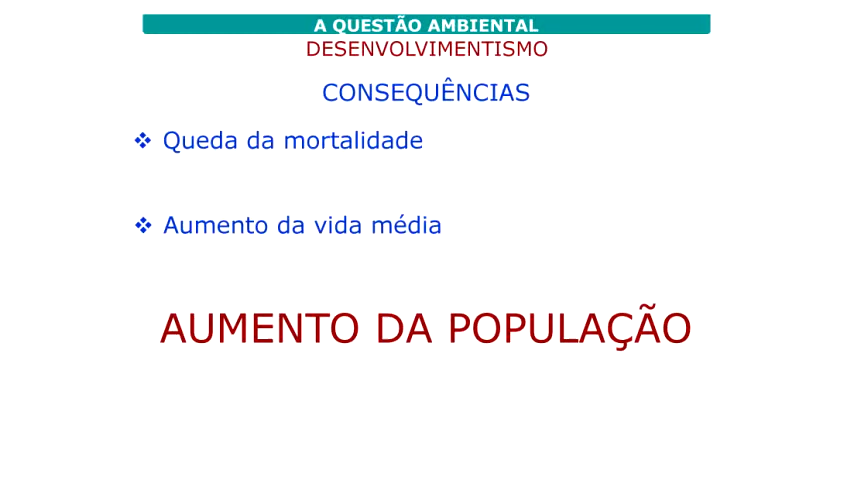 A QUESTÃO AMBIENTAL
DESENVOLVIMENTISMO
CONSEQUÊNCIAS
❖ Queda da mortalidade
❖ Aumento da vida média
AUMENTO DA POPULAÇÃO